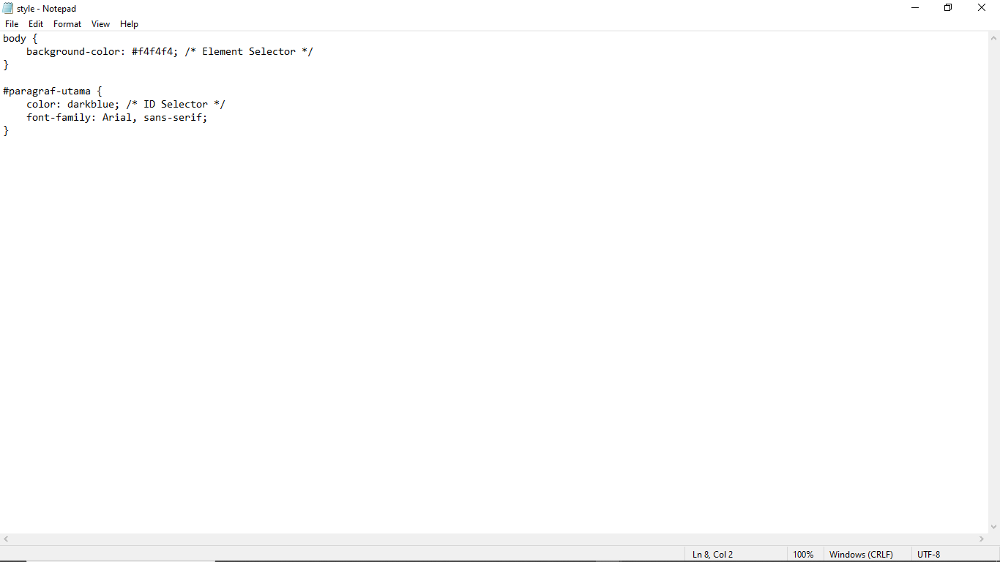 style - Notepad
File Edit Format View Help
body {
    background-color: #f4f4f4; /* Element Selector */
}

#paragraf-utama {
    color: darkblue; /* ID Selector */
    font-family: Arial, sans-serif;
}
Ln 8, Col 2 100% Windows (CRLF) UTF-8